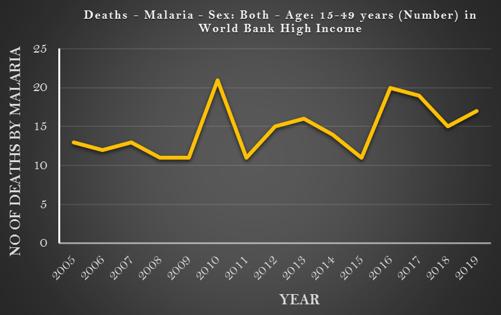 Deaths - Malaria - Sex: Both - Age: 15-49 years (Number) in
World Bank High Income
NO OF DEATHS BY MALARIA
25
20
15
10
5
0
2005 2006 2007 2008 2009 2010 2011 2012 2013 2014 2015 2016 2017 2018 2019
YEAR